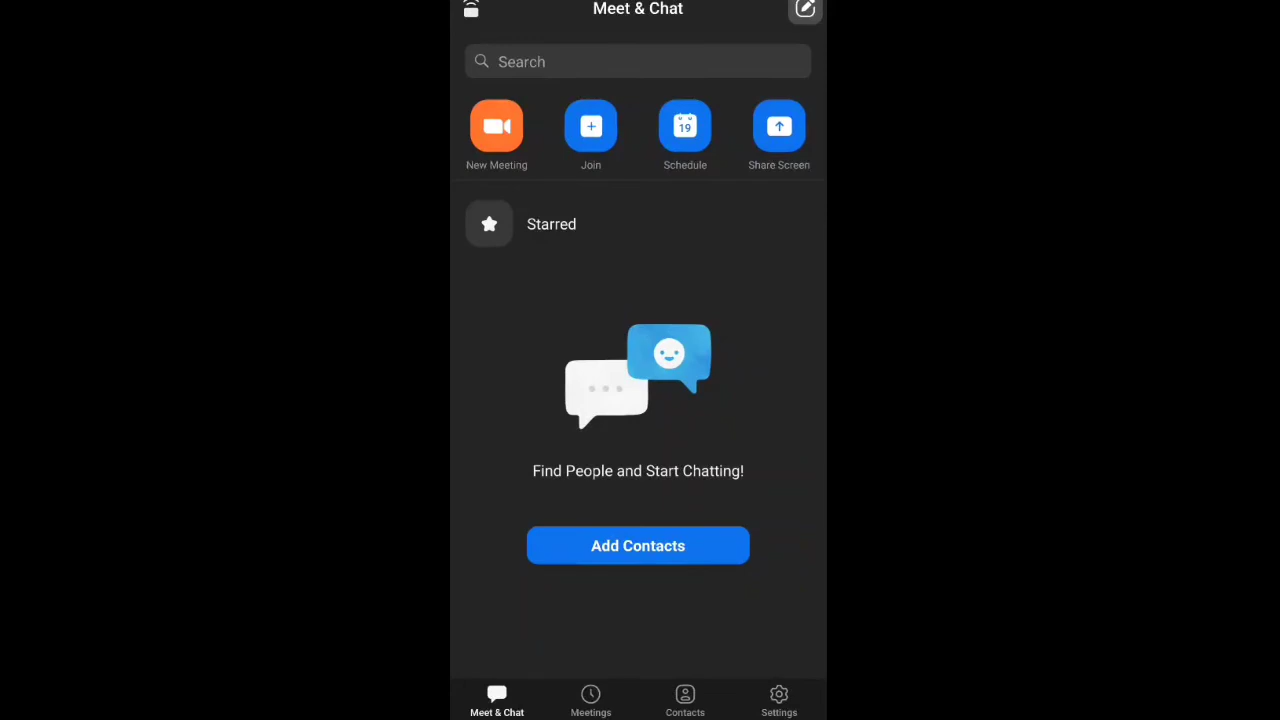 Meet & Chat
Search
19
New Meeting
Join
Schedule
Share Screen
Starred
Find People and Start Chatting!
Add Contacts
Meet & Chat
Meetings
Contacts
Settings